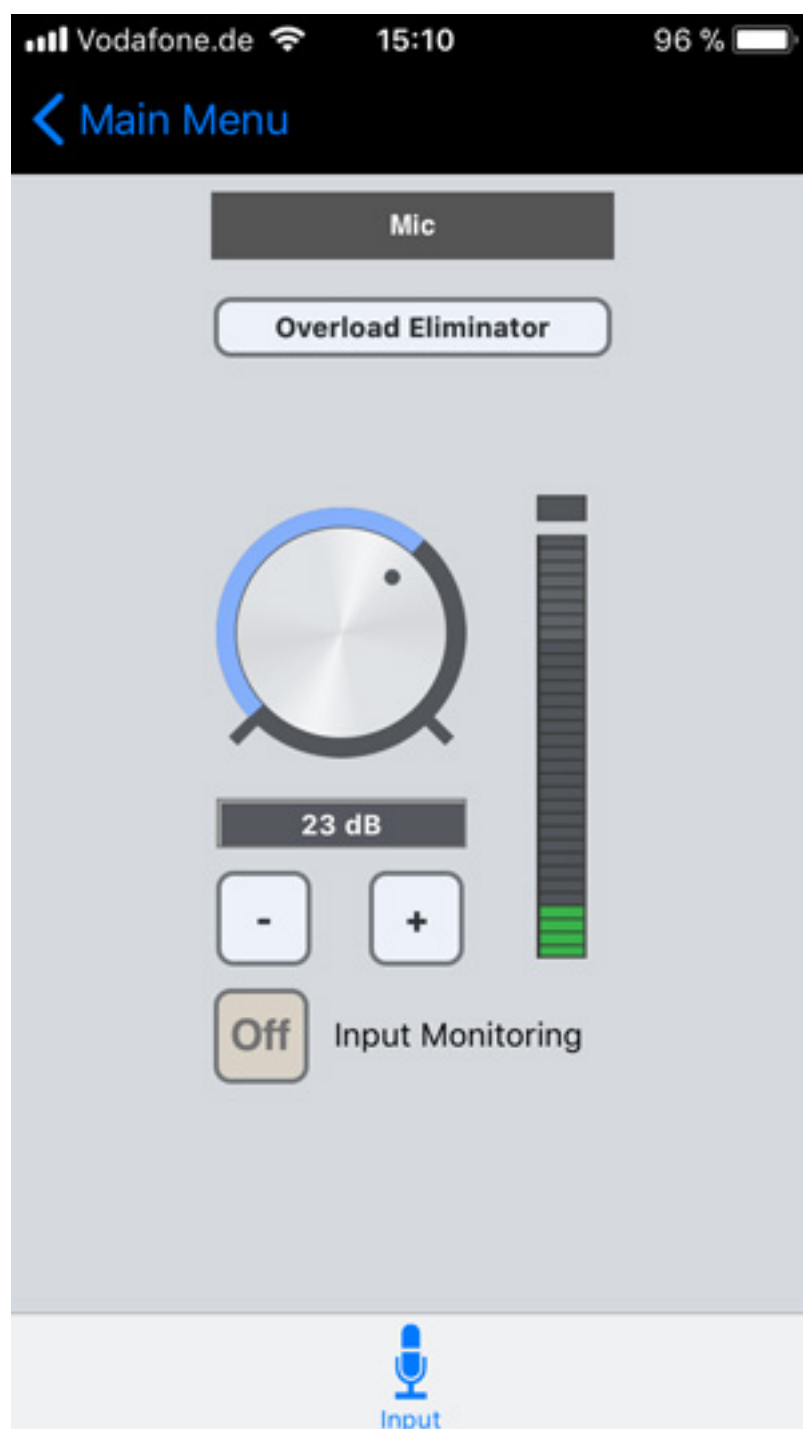 Vodafone.de 15:10 96 %
Main Menu
Mic
Overload Eliminator
23 dB
- +
Off Input Monitoring
Input